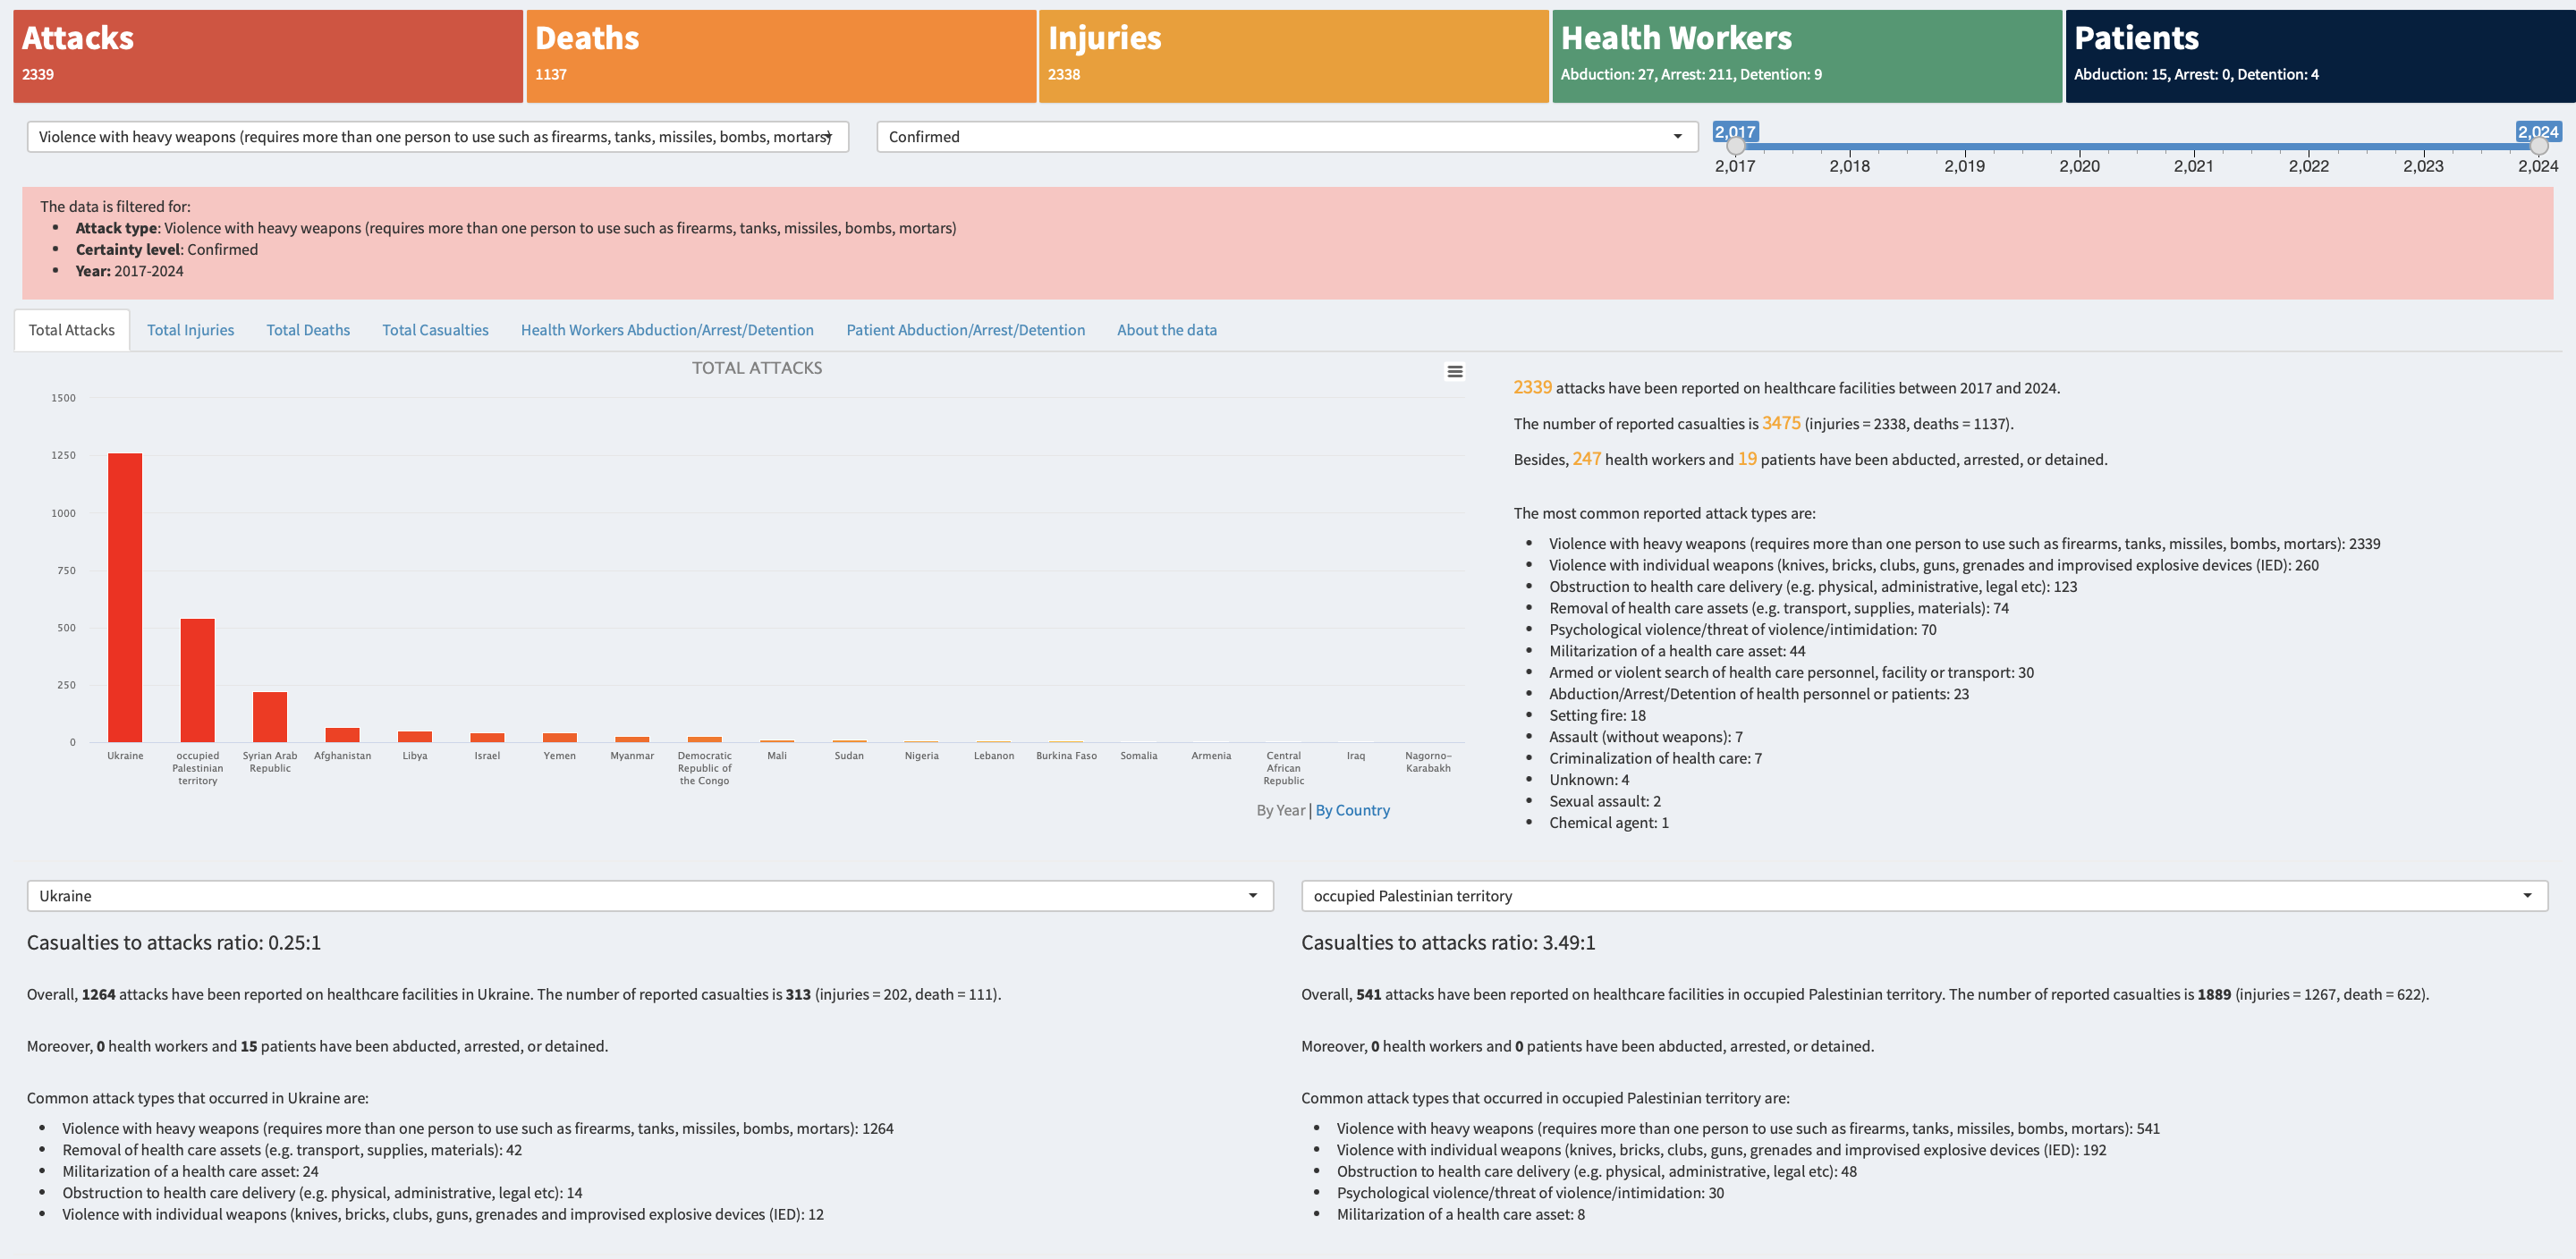 Attacks
2339
Deaths
1137
Injuries
2338
Health Workers
Abduction: 27, Arrest: 211, Detention: 9
Patients
Abduction: 15, Arrest: 0, Detention: 4
Violence with heavy weapons (requires more than one person to use such as firearms, tanks, missiles, bombs, mortars)
Confirmed
2,017
2,024
2,017 2,018 2,019 2,020 2,021 2,022 2,023 2,024
The data is filtered for:
• Attack type: Violence with heavy weapons (requires more than one person to use such as firearms, tanks, missiles, bombs, mortars)
• Certainty level: Confirmed
• Year: 2017-2024
Total Attacks Total Injuries Total Deaths Total Casualties Health Workers Abduction/Arrest/Detention Patient Abduction/Arrest/Detention About the data
TOTAL ATTACKS
1500
1250
1000
750
500
250
0
Ukraine
occupied
Palestinian
territory
Syrian Arab
Republic
Afghanistan
Libya
Israel
Yemen
Myanmar
Democratic
Republic of
the Congo
Mali
Sudan
Nigeria
Lebanon
Burkina Faso
Somalia
Armenia
Central
African
Republic
Iraq
Nagorno-
Karabakh
By Year | By Country
2339 attacks have been reported on healthcare facilities between 2017 and 2024.
The number of reported casualties is 3475 (injuries = 2338, deaths = 1137).
Besides, 247 health workers and 19 patients have been abducted, arrested, or detained.
The most common reported attack types are:
• Violence with heavy weapons (requires more than one person to use such as firearms, tanks, missiles, bombs, mortars): 2339
• Violence with individual weapons (knives, bricks, clubs, guns, grenades and improvised explosive devices (IED): 260
• Obstruction to health care delivery (e.g. physical, administrative, legal etc): 123
• Removal of health care assets (e.g. transport, supplies, materials): 74
• Psychological violence/threat of violence/intimidation: 70
• Militarization of a health care asset: 44
• Armed or violent search of health care personnel, facility or transport: 30
• Abduction/Arrest/Detention of health personnel or patients: 23
• Setting fire: 18
• Assault (without weapons): 7
• Criminalization of health care: 7
• Unknown: 4
• Sexual assault: 2
• Chemical agent: 1
Ukraine
Casualties to attacks ratio: 0.25:1
Overall, 1264 attacks have been reported on healthcare facilities in Ukraine. The number of reported casualties is 313 (injuries = 202, death = 111).
Moreover, 0 health workers and 15 patients have been abducted, arrested, or detained.
Common attack types that occurred in Ukraine are:
• Violence with heavy weapons (requires more than one person to use such as firearms, tanks, missiles, bombs, mortars): 1264
• Removal of health care assets (e.g. transport, supplies, materials): 42
• Militarization of a health care asset: 24
• Obstruction to health care delivery (e.g. physical, administrative, legal etc): 14
• Violence with individual weapons (knives, bricks, clubs, guns, grenades and improvised explosive devices (IED): 12
occupied Palestinian territory
Casualties to attacks ratio: 3.49:1
Overall, 541 attacks have been reported on healthcare facilities in occupied Palestinian territory. The number of reported casualties is 1889 (injuries = 1267, death = 622).
Moreover, 0 health workers and 0 patients have been abducted, arrested, or detained.
Common attack types that occurred in occupied Palestinian territory are:
• Violence with heavy weapons (requires more than one person to use such as firearms, tanks, missiles, bombs, mortars): 541
• Violence with individual weapons (knives, bricks, clubs, guns, grenades and improvised explosive devices (IED): 192
• Obstruction to health care delivery (e.g. physical, administrative, legal etc): 48
• Psychological violence/threat of violence/intimidation: 30
• Militarization of a health care asset: 8